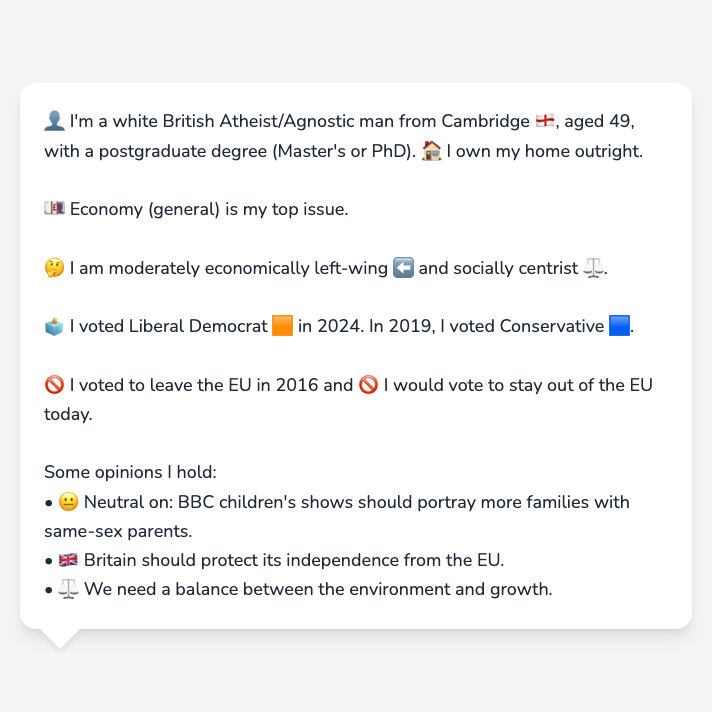 👤 I'm a white British Atheist/Agnostic man from Cambridge 🏴󠁧󠁢󠁥󠁮󠁧󠁿, aged 49,
with a postgraduate degree (Master's or PhD). 🏠 I own my home outright.
💷 Economy (general) is my top issue.
🤔 I am moderately economically left-wing ⬅️ and socially centrist ⚖️.
🗳️ I voted Liberal Democrat 🟧 in 2024. In 2019, I voted Conservative 🟦.
🚫 I voted to leave the EU in 2016 and 🚫 I would vote to stay out of the EU
today.
Some opinions I hold:
• 😐 Neutral on: BBC children's shows should portray more families with
same-sex parents.
• 🇬🇧 Britain should protect its independence from the EU.
• ⚖️ We need a balance between the environment and growth.